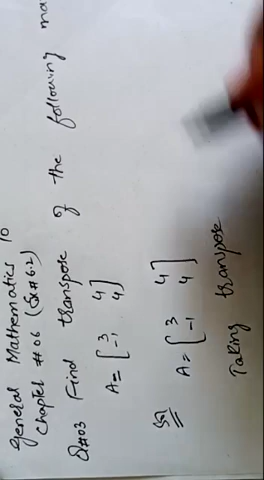 General Mathematics 10
Chapter # 06 (Ex # 6.2)
Q#03 Find transpose of the following ma
A = [3 4
-1 4]
Sol
A = [3 4
-1 4]
Taking transpose